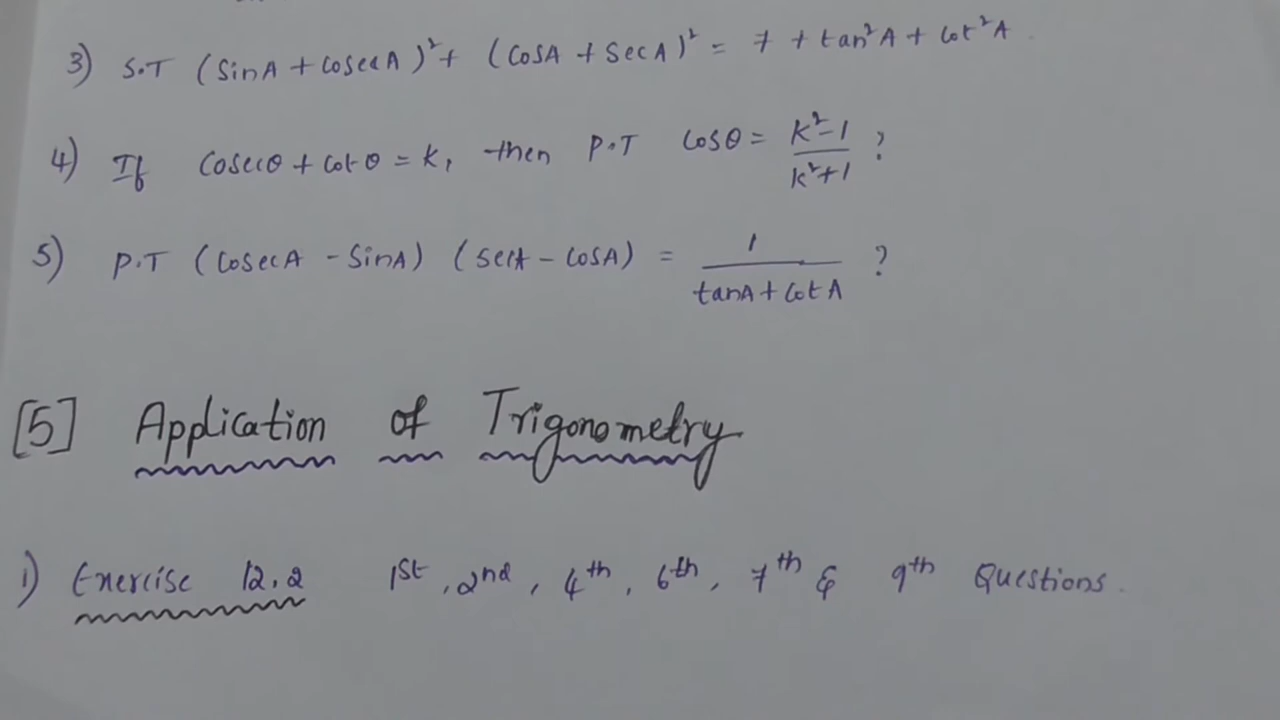 3) S.T (SinA + CosecA)² + (CosA + SecA)² = 7 + tan²A + Cot²A
4) If Cosecθ + Cotθ = K, then P.T Cosθ = K²-1/K²+1 ?
5) P.T (CosecA - SinA) (SecA - CosA) = 1/tanA + CotA ?
[5] Application of Trigonometry
1) Exercise 12.2 1st, 2nd, 4th, 6th, 7th & 9th Questions.